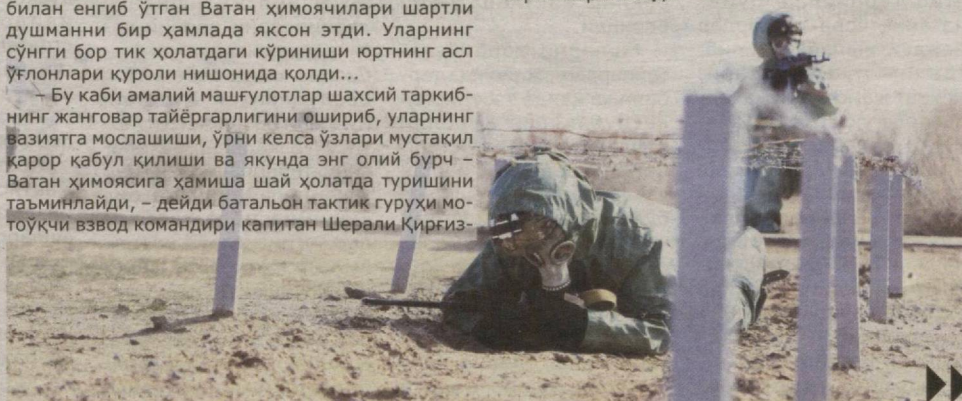 билан енгиб ўтган Ватан ҳимоячилари шартли
душманни бир ҳамлада яксон этди. Уларнинг
сўнгги бор тик ҳолатдаги кўриниши юртнинг асл
ўғлонлари қуроли нишонида қолди...
– Бу каби амалий машғулотлар шахсий таркиб-
нинг жанговар тайёргарлигини ошириб, уларнинг
вазиятга мослашиши, ўрни келса ўзлари мустақил
қарор қабул қилиши ва якунда энг олий бурч –
Ватан ҳимоясига ҳамиша шай ҳолатда туришини
таъминлайди, – дейди батальон тактик гуруҳи мо-
тоўқчи взвод командири капитан Шерали Қирғиз-